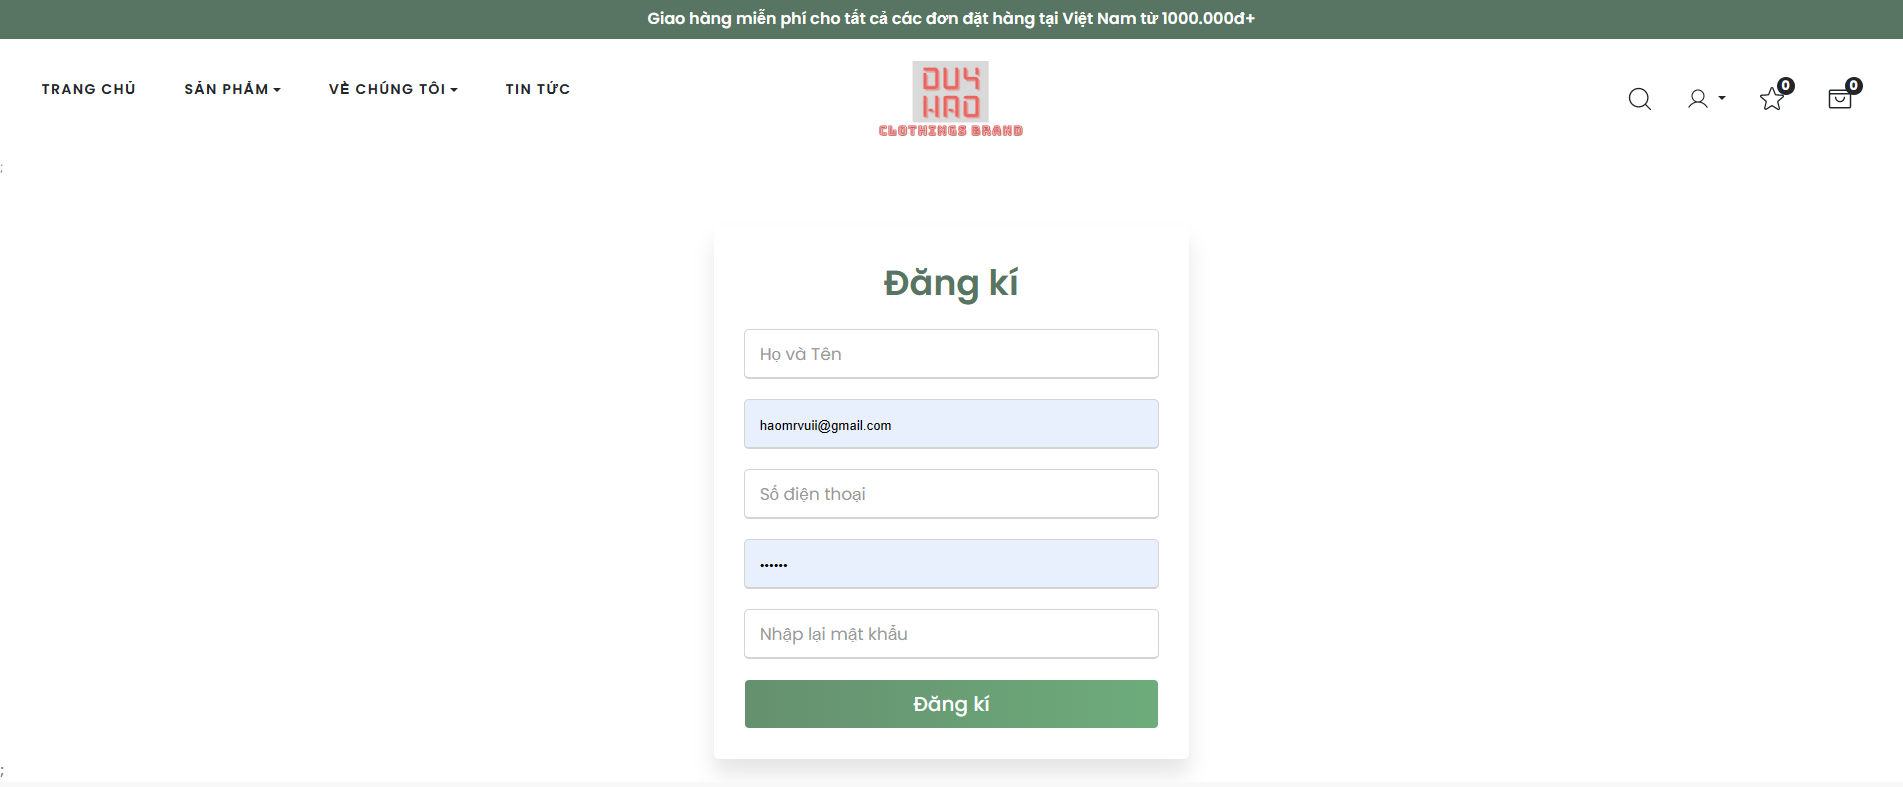 Giao hàng miễn phí cho tất cả các đơn đặt hàng tại Việt Nam từ 1000.000đ+
TRANG CHỦ SẢN PHẨM VỀ CHÚNG TÔI TIN TỨC
DUY
HAO
CLOTHINGS BRAND
0 0
;
Đăng kí
Họ và Tên
haomrvuii@gmail.com
Số điện thoại
••••••
Nhập lại mật khẩu
Đăng kí
;